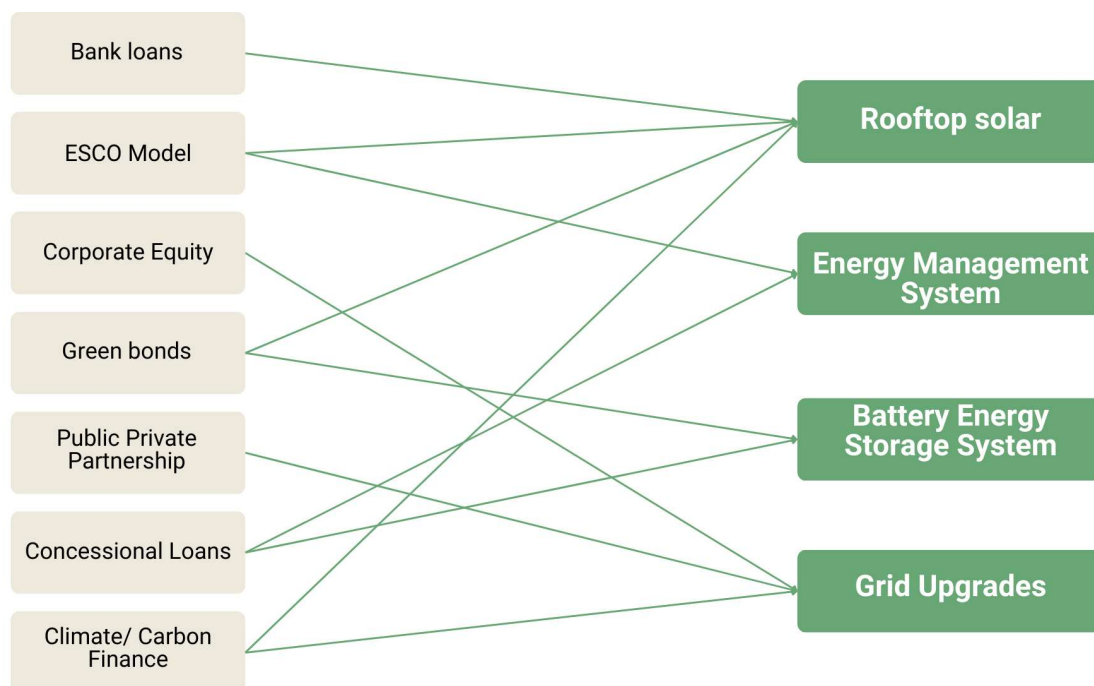 Bank loans
ESCO Model
Corporate Equity
Green bonds
Public Private
Partnership
Concessional Loans
Climate/ Carbon
Finance
Rooftop solar
Energy Management
System
Battery Energy
Storage System
Grid Upgrades